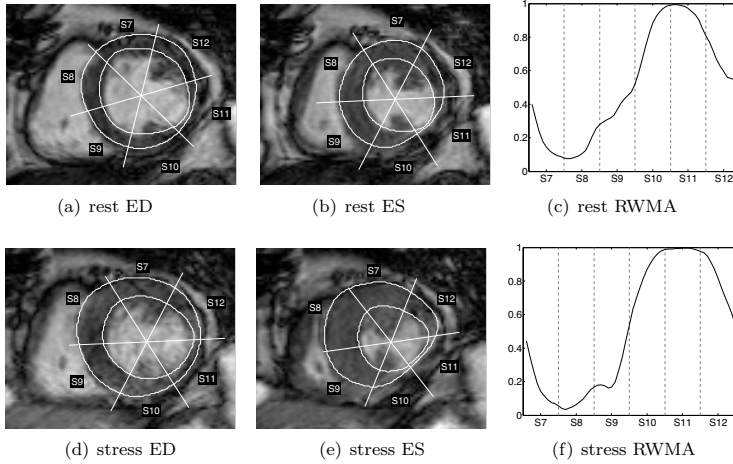 S7
S12
S8
S11
S9
S10
(a) rest ED
S7
S12
S8
S11
S9
S10
(b) rest ES
1
0.8
0.6
0.4
0.2
0
S7 S8 S9 S10 S11 S12
(c) rest RWMA
S7
S8
S12
S11
S9
S10
(d) stress ED
S7
S12
S8
S11
S9
S10
(e) stress ES
1
0.8
0.6
0.4
0.2
0
S7 S8 S9 S10 S11 S12
(f) stress RWMA